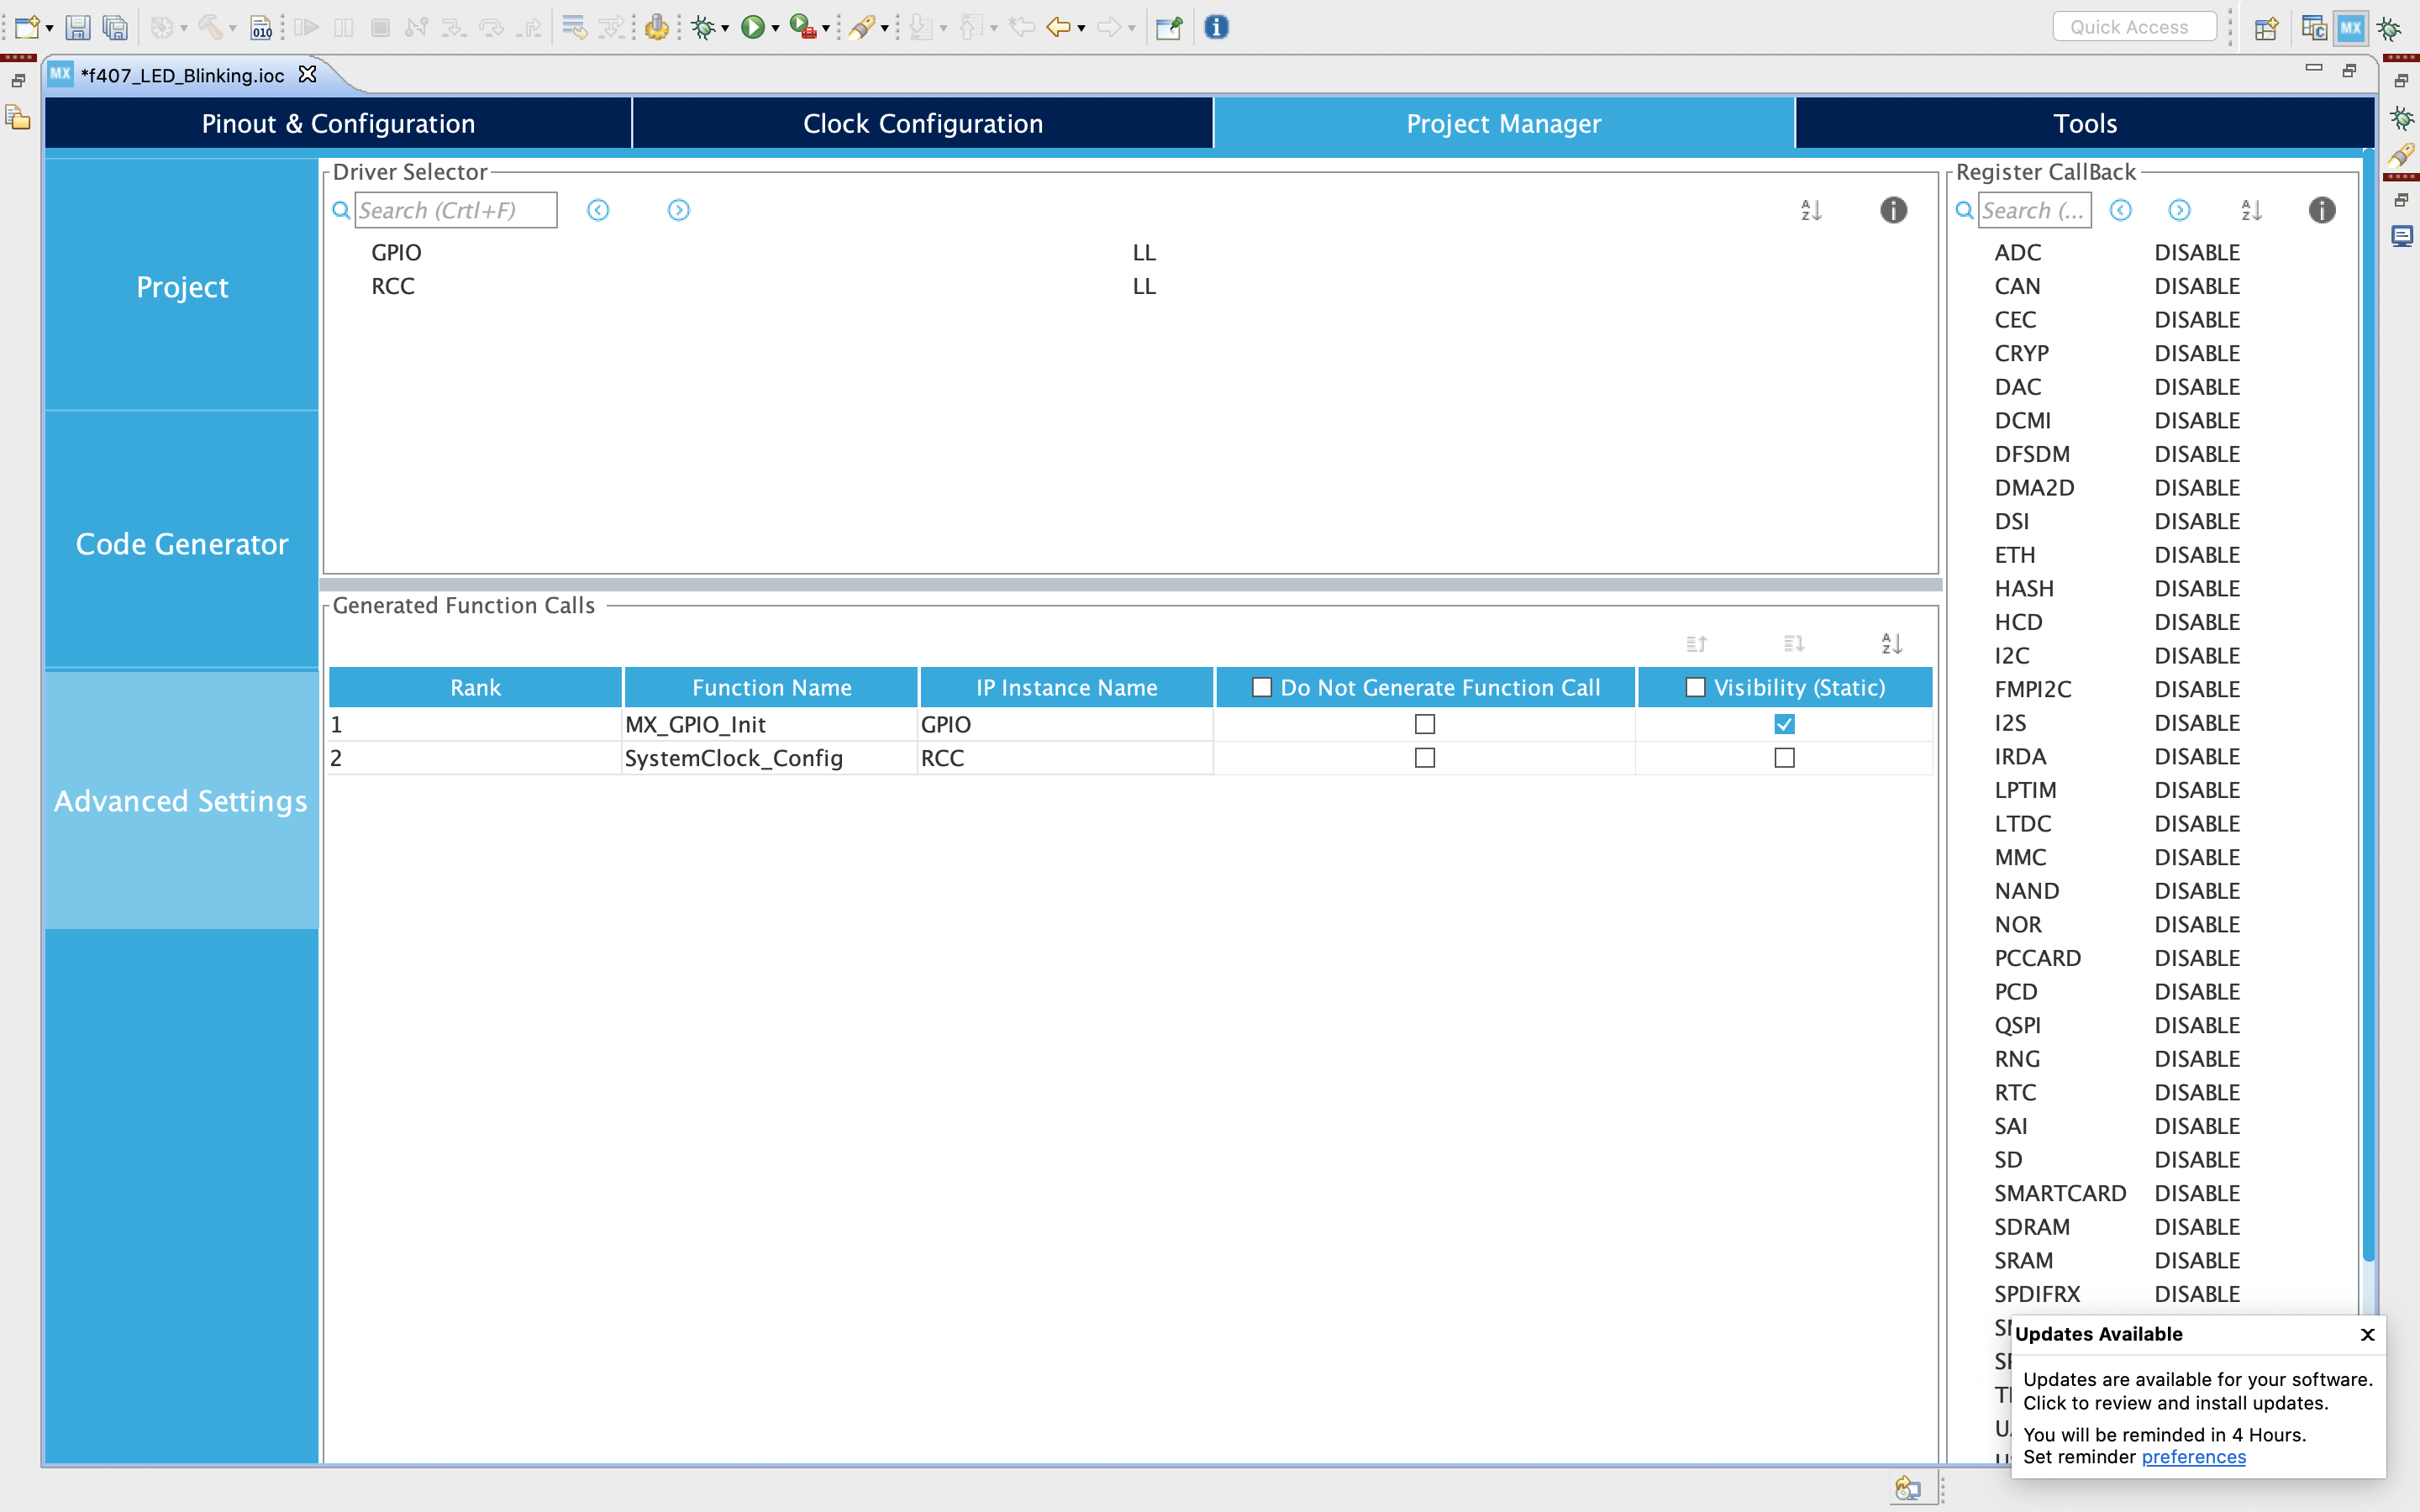 010
Quick Access
MX
MX *f407_LED_Blinking.ioc
Pinout & Configuration
Clock Configuration
Project Manager
Tools
Project
Code Generator
Advanced Settings
Driver Selector
Search (Crtl+F)
GPIO LL
RCC LL
Generated Function Calls
Rank Function Name IP Instance Name Do Not Generate Function Call Visibility (Static)
1 MX_GPIO_Init GPIO
2 SystemClock_Config RCC
Register CallBack
Search (...
ADC DISABLE
CAN DISABLE
CEC DISABLE
CRYP DISABLE
DAC DISABLE
DCMI DISABLE
DFSDM DISABLE
DMA2D DISABLE
DSI DISABLE
ETH DISABLE
HASH DISABLE
HCD DISABLE
I2C DISABLE
FMPI2C DISABLE
I2S DISABLE
IRDA DISABLE
LPTIM DISABLE
LTDC DISABLE
MMC DISABLE
NAND DISABLE
NOR DISABLE
PCCARD DISABLE
PCD DISABLE
QSPI DISABLE
RNG DISABLE
RTC DISABLE
SAI DISABLE
SD DISABLE
SMARTCARD DISABLE
SDRAM DISABLE
SRAM DISABLE
SPDIFRX DISABLE
Updates Available
Updates are available for your software.
Click to review and install updates.
You will be reminded in 4 Hours.
Set reminder preferences